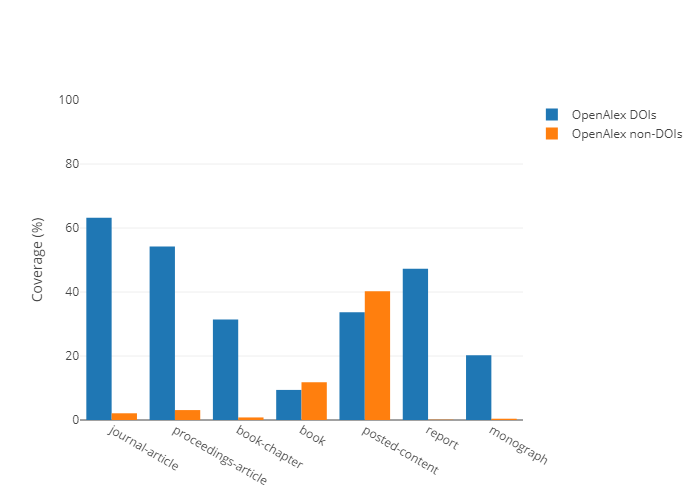 100
80
60
40
20
0
Coverage (%)
journal-article
proceedings-article
book-chapter
book
posted-content
report
monograph
OpenAlex DOIs
OpenAlex non-DOIs